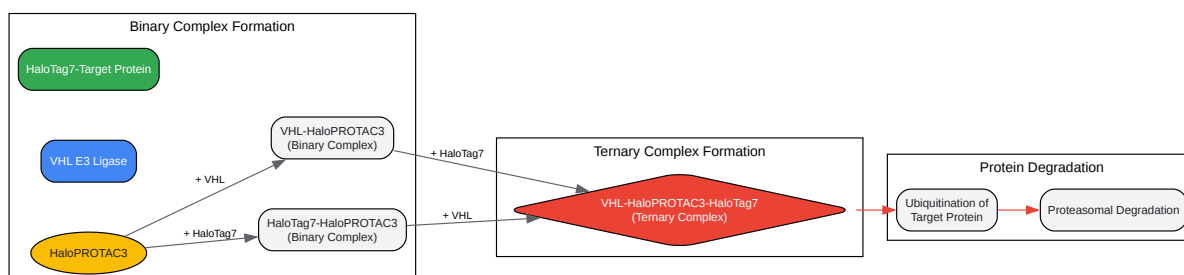 Binary Complex Formation
HaloTag7-Target Protein
VHL E3 Ligase
HaloPROTAC3
+ VHL
+ HaloTag7
VHL-HaloPROTAC3
(Binary Complex)
HaloTag7-HaloPROTAC3
(Binary Complex)
+ HaloTag7
+ VHL
Ternary Complex Formation
VHL-HaloPROTAC3-HaloTag7
(Ternary Complex)
Protein Degradation
Ubiquitination of
Target Protein
Proteasomal Degradation